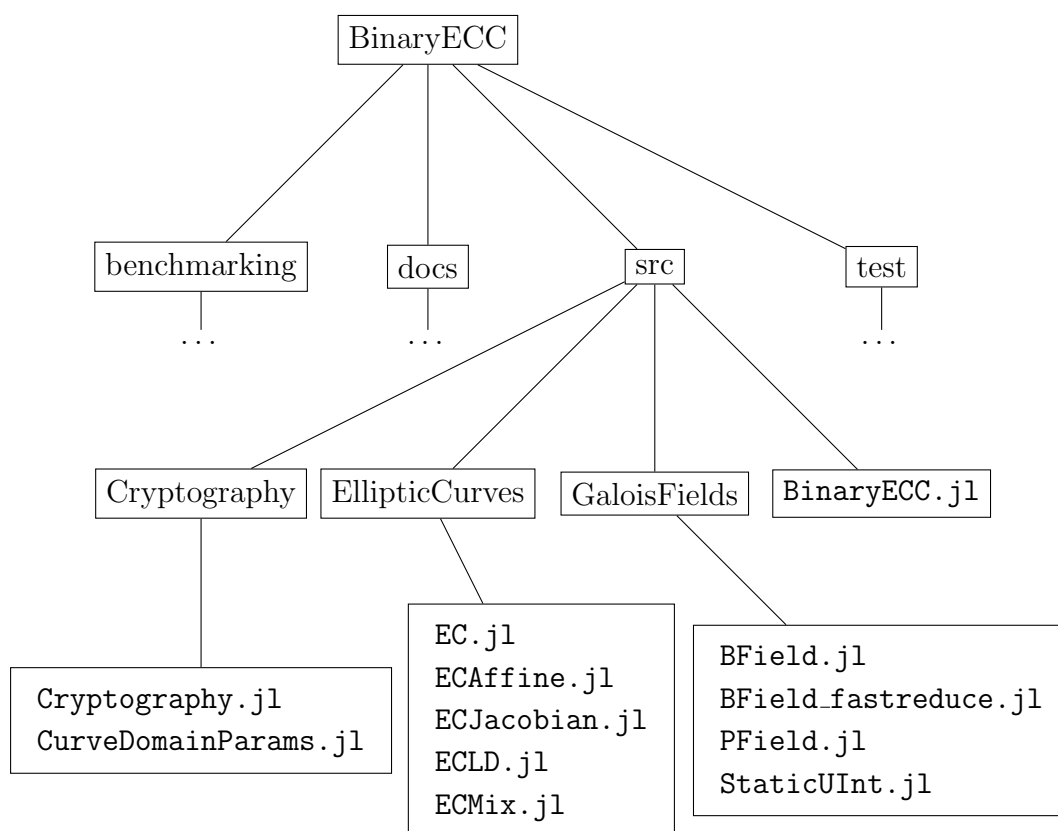 BinaryECC
benchmarking
docs
src
test
...
...
...
Cryptography
EllipticCurves
GaloisFields
BinaryECC.jl
Cryptography.jl
CurveDomainParams.jl
EC.jl
ECAffine.jl
ECJacobian.jl
ECLD.jl
ECMix.jl
BField.jl
BField_fastreduce.jl
PField.jl
StaticUInt.jl